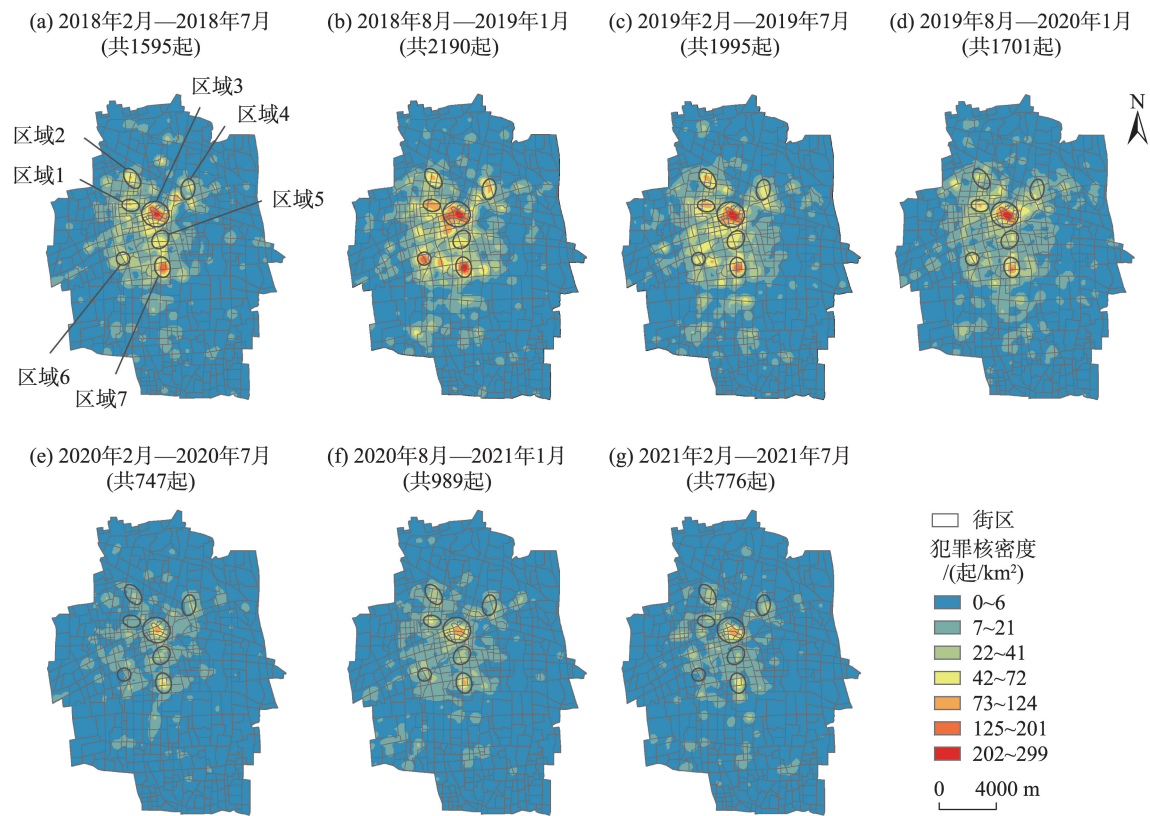 (a) 2018年2月—2018年7月
(共1595起)
(b) 2018年8月—2019年1月
(共2190起)
(c) 2019年2月—2019年7月
(共1995起)
(d) 2019年8月—2020年1月
(共1701起)
区域3
区域4
区域2
区域1
区域5
区域6
区域7
N
(e) 2020年2月—2020年7月
(共747起)
(f) 2020年8月—2021年1月
(共989起)
(g) 2021年2月—2021年7月
(共776起)
街区
犯罪核密度
/(起/km²)
0~6
7~21
22~41
42~72
73~124
125~201
202~299
0 4000 m